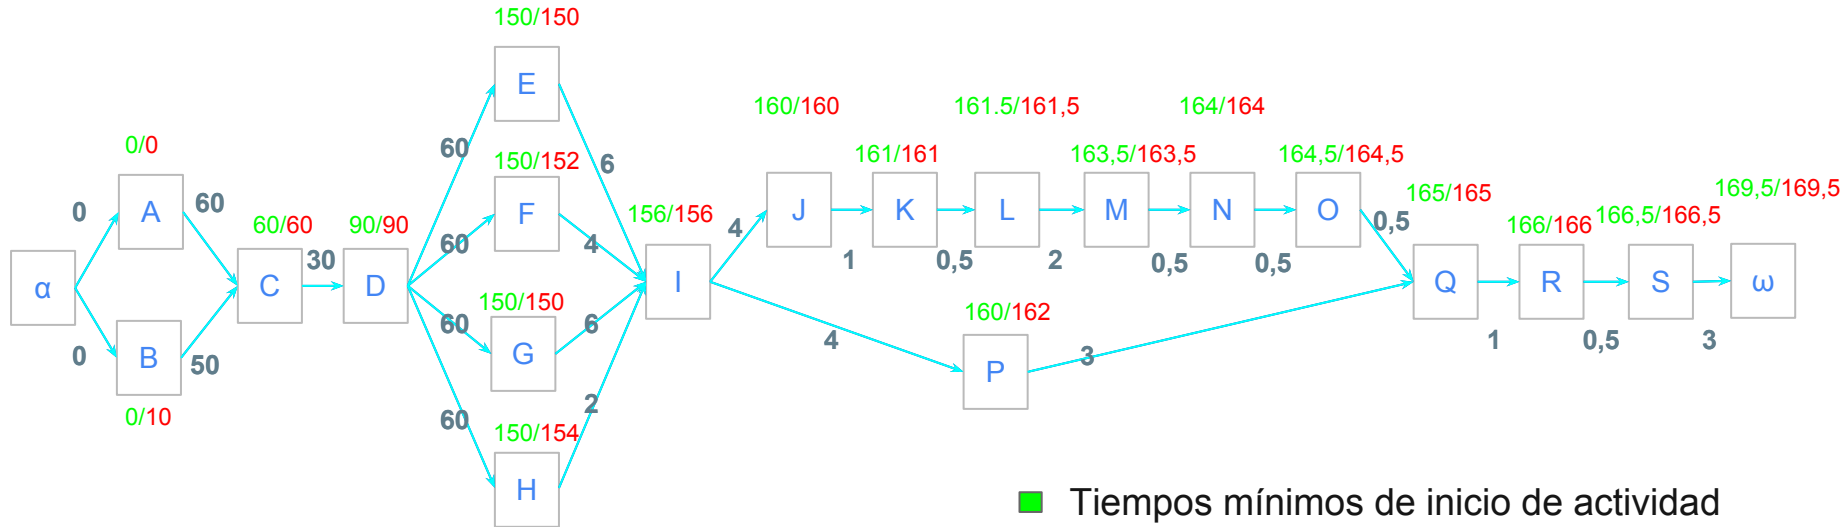 150/150
E
160/160
161.5/161,5
164/164
0/0
60
150/152
6
161/161
163,5/163,5
164,5/164,5
165/165
169,5/169,5
0
A
60
F
156/156
4
J
K
L
M
N
O
0,5
166/166
166,5/166,5
60/60
30
90/90
60
4
1
0,5
2
0,5
0,5
α
C
D
I
Q
R
S
ω
150/150
160/162
0
B
50
60
G
6
4
P
3
1
0,5
3
0/10
60
150/154
2
H
Tiempos mínimos de inicio de actividad